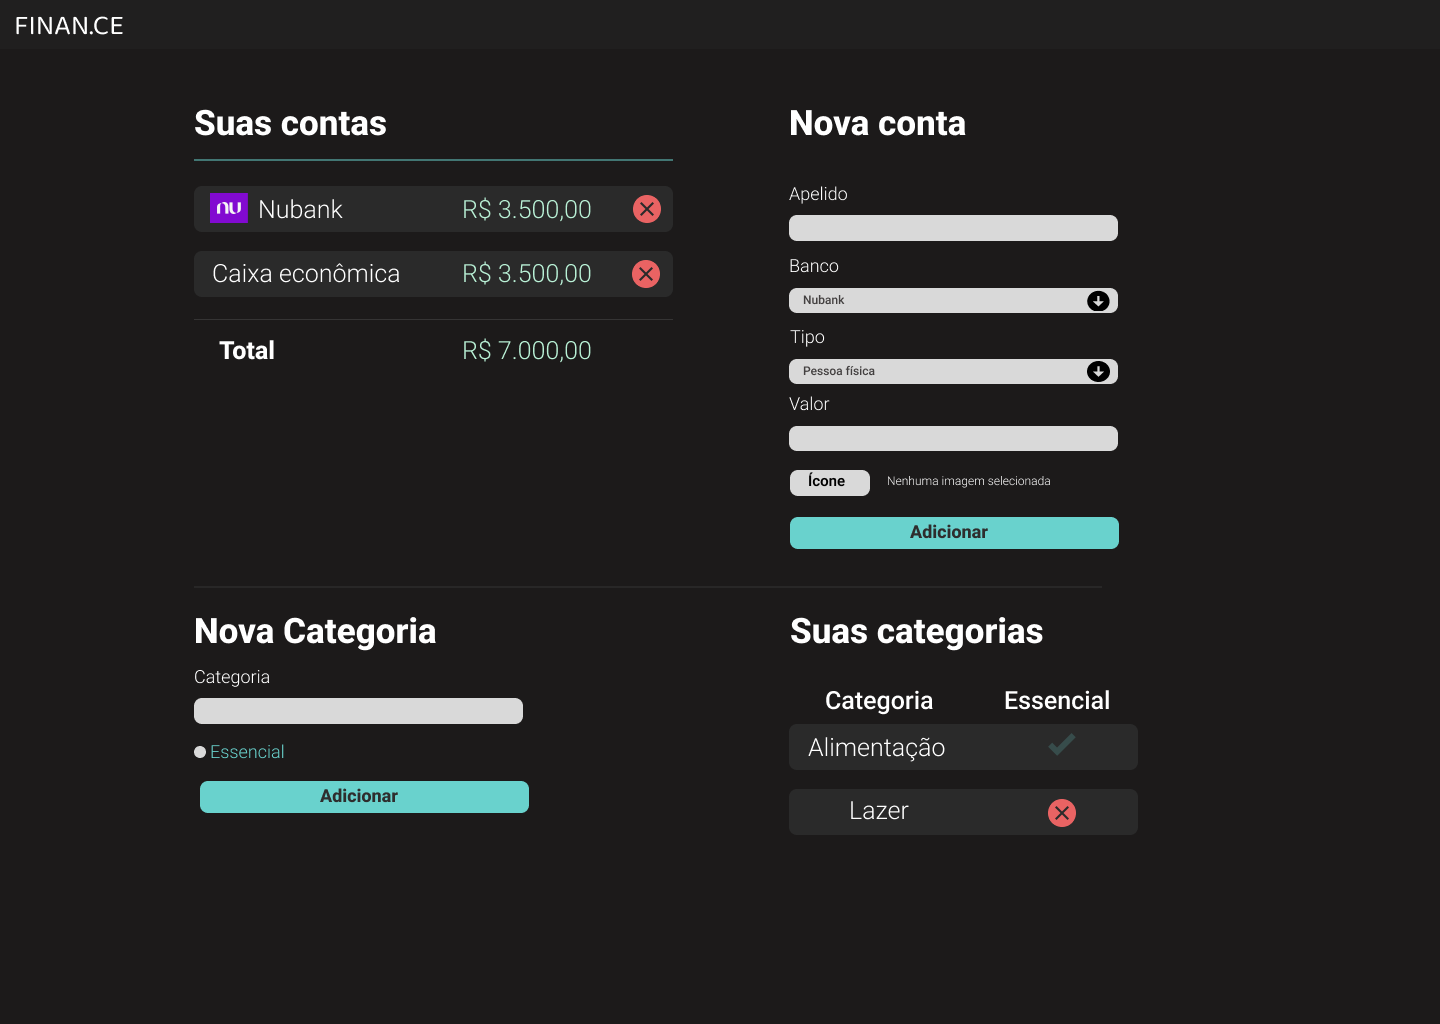 FINAN.CE
Suas contas
nu Nubank R$ 3.500,00
Caixa econômica R$ 3.500,00
Total R$ 7.000,00
Nova conta
Apelido
Banco
Nubank
Tipo
Pessoa física
Valor
Ícone Nenhuma imagem selecionada
Adicionar
Nova Categoria
Categoria
Essencial
Adicionar
Suas categorias
Categoria Essencial
Alimentação
Lazer